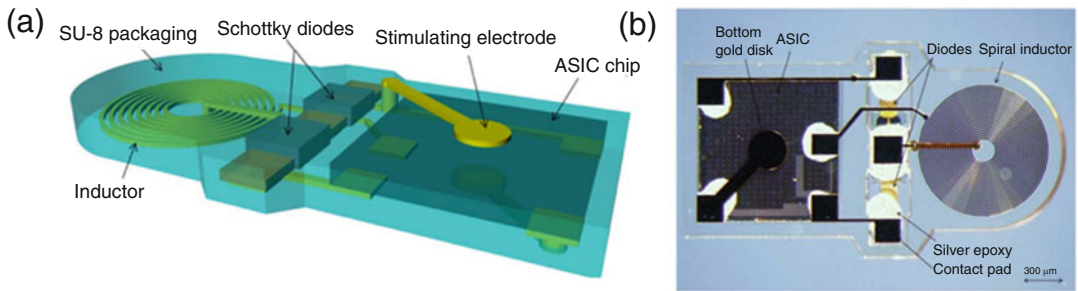 (a)
SU-8 packaging
Schottky diodes
Stimulating electrode
ASIC chip
Inductor
(b)
Bottom
gold disk
ASIC
Diodes
Spiral inductor
Silver epoxy
Contact pad
300 μm